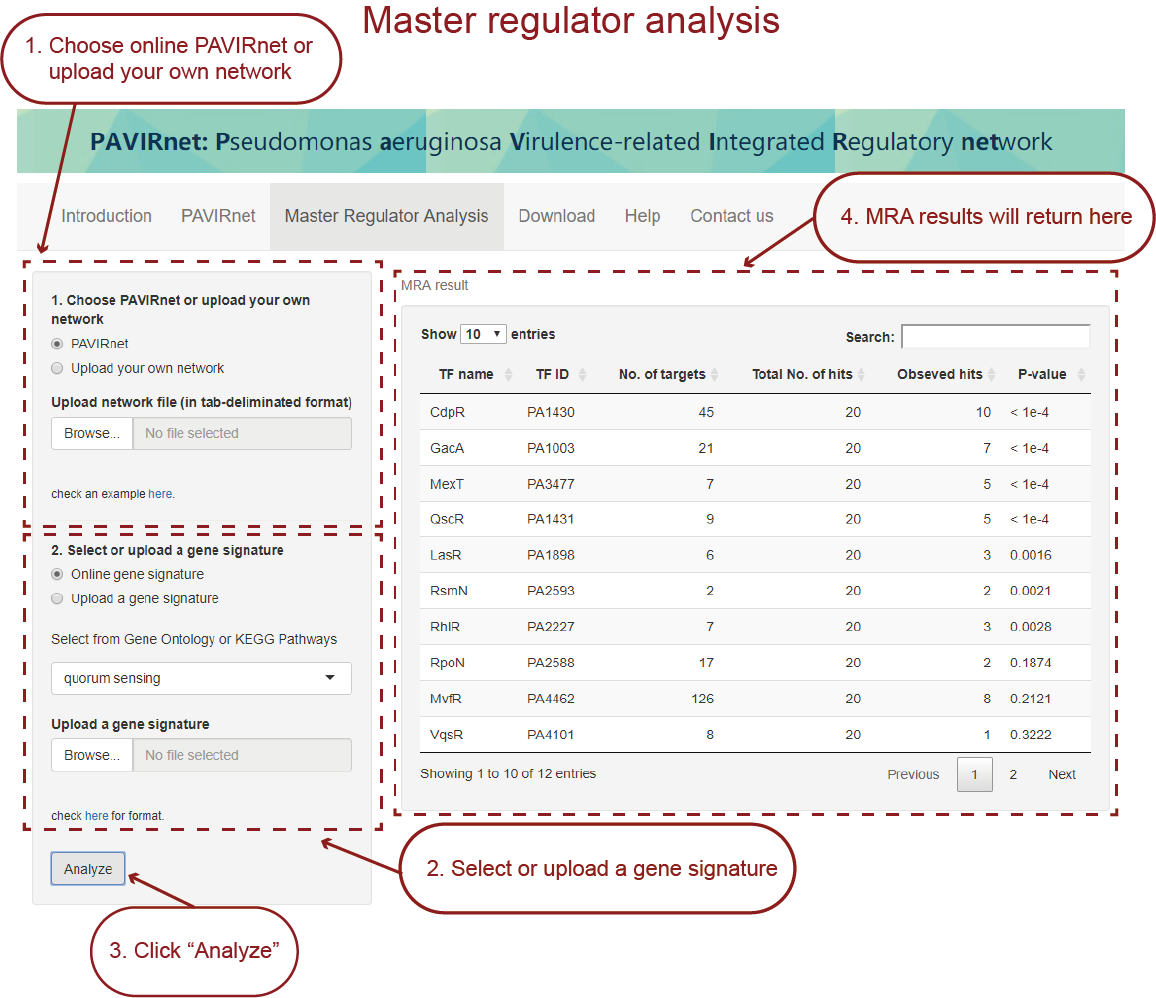 Master regulator analysis
1. Choose online PAVIRnet or
upload your own network
PAVIRnet: Pseudomonas aeruginosa Virulence-related Integrated Regulatory network
Introduction PAVIRnet Master Regulator Analysis Download Help Contact us
4. MRA results will return here
1. Choose PAVIRnet or upload your own
network
PAVIRnet
Upload your own network
Upload network file (in tab-deliminated format)
Browse... No file selected
check an example here.
2. Select or upload a gene signature
Online gene signature
Upload a gene signature
Select from Gene Ontology or KEGG Pathways
quorum sensing
Upload a gene signature
Browse... No file selected
check here for format.
Analyze
MRA result
Show 10 entries Search:
TF name TF ID No. of targets Total No. of hits Obseved hits P-value
CdpR PA1430 45 20 10 < 1e-4
GacA PA1003 21 20 7 < 1e-4
MexT PA3477 7 20 5 < 1e-4
QscR PA1431 9 20 5 < 1e-4
LasR PA1898 6 20 3 0.0016
RsmN PA2593 2 20 2 0.0021
RhlR PA2227 7 20 3 0.0028
RpoN PA2588 17 20 2 0.1874
MvfR PA4462 126 20 8 0.2121
VqsR PA4101 8 20 1 0.3222
Showing 1 to 10 of 12 entries Previous 1 2 Next
2. Select or upload a gene signature
3. Click “Analyze”